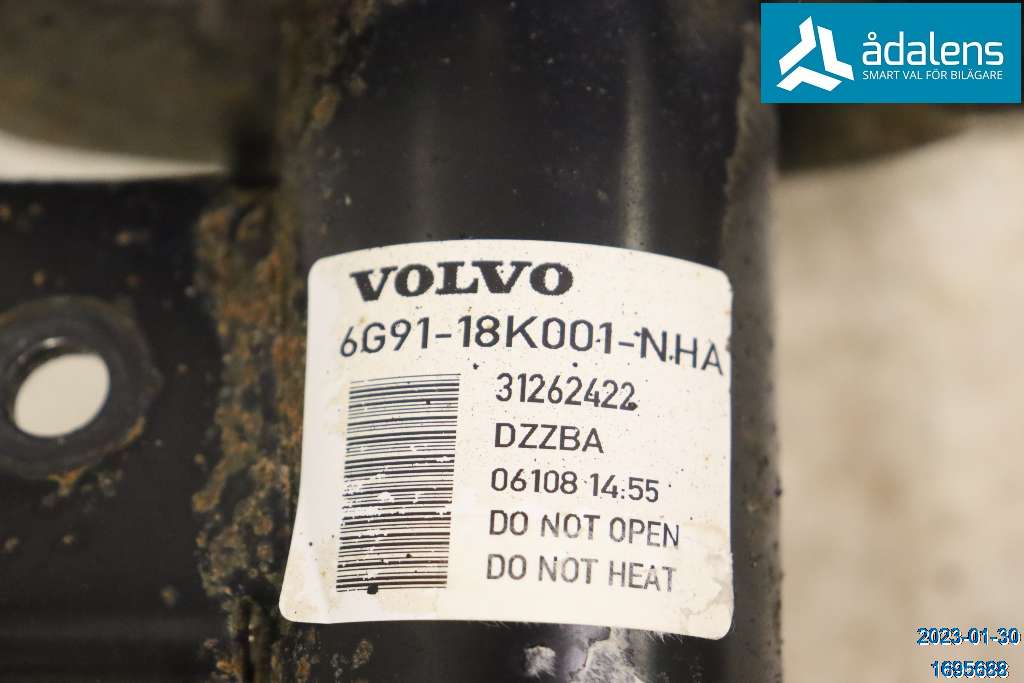 ådalens
SMART VAL FÖR BILÄGARE
VOLVO
6G91-18K001-NHA
31262422
DZZBA
06108 14:55
DO NOT OPEN
DO NOT HEAT
2023-01-30
1695688